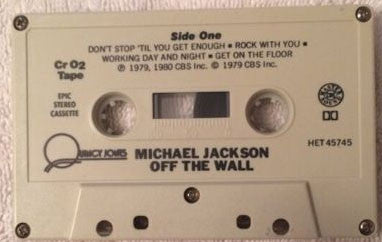 Side One
DON'T STOP 'TIL YOU GET ENOUGH ■ ROCK WITH YOU ■
WORKING DAY AND NIGHT ■ GET ON THE FLOOR
℗ 1979, 1980 CBS Inc. © 1979 CBS Inc.
Cr O2
Tape
EPIC
STEREO
CASSETTE
QUINCY JONES
MICHAEL JACKSON
OFF THE WALL
HET 45745